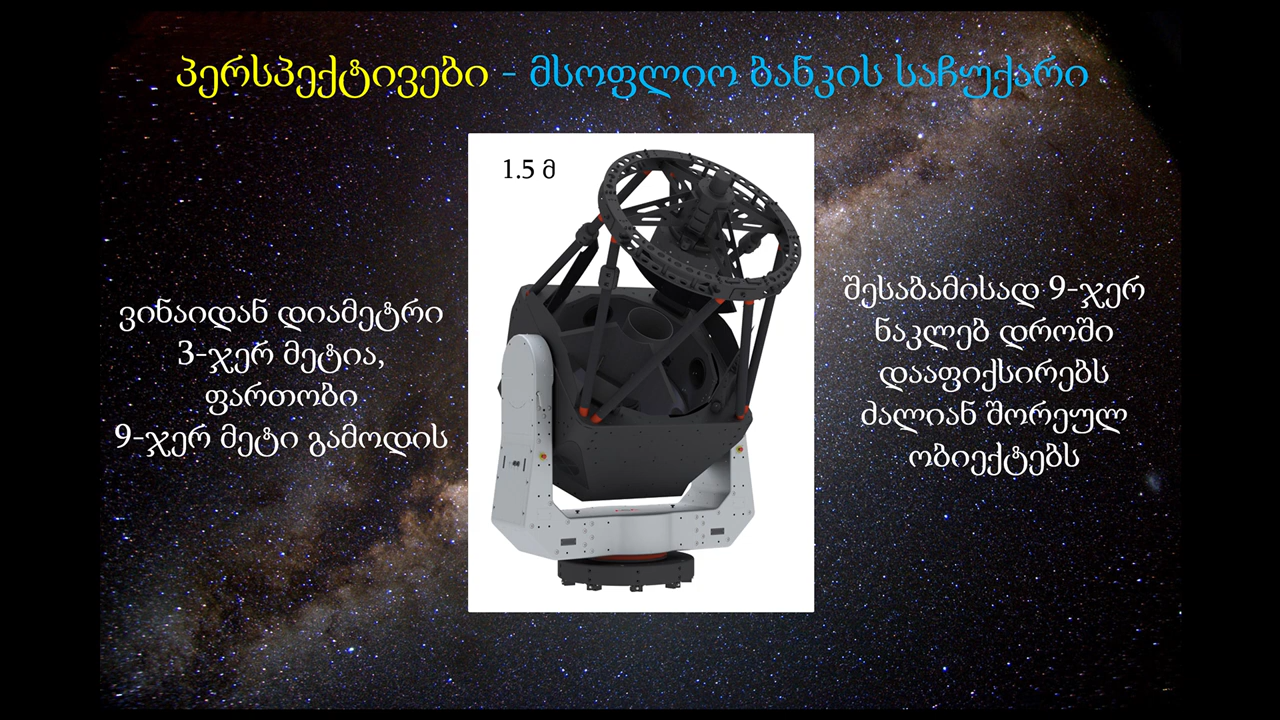 პერსპექტივები - მსოფლიო ბანკის საჩუქარი
1.5 მ
ვინაიდან დიამეტრი
3-ჯერ მეტია,
ფართობი
9-ჯერ მეტი გამოდის
შესაბამისად 9-ჯერ
ნაკლებ დროში
დააფიქსირებს
ძალიან შორეულ
ობიექტებს